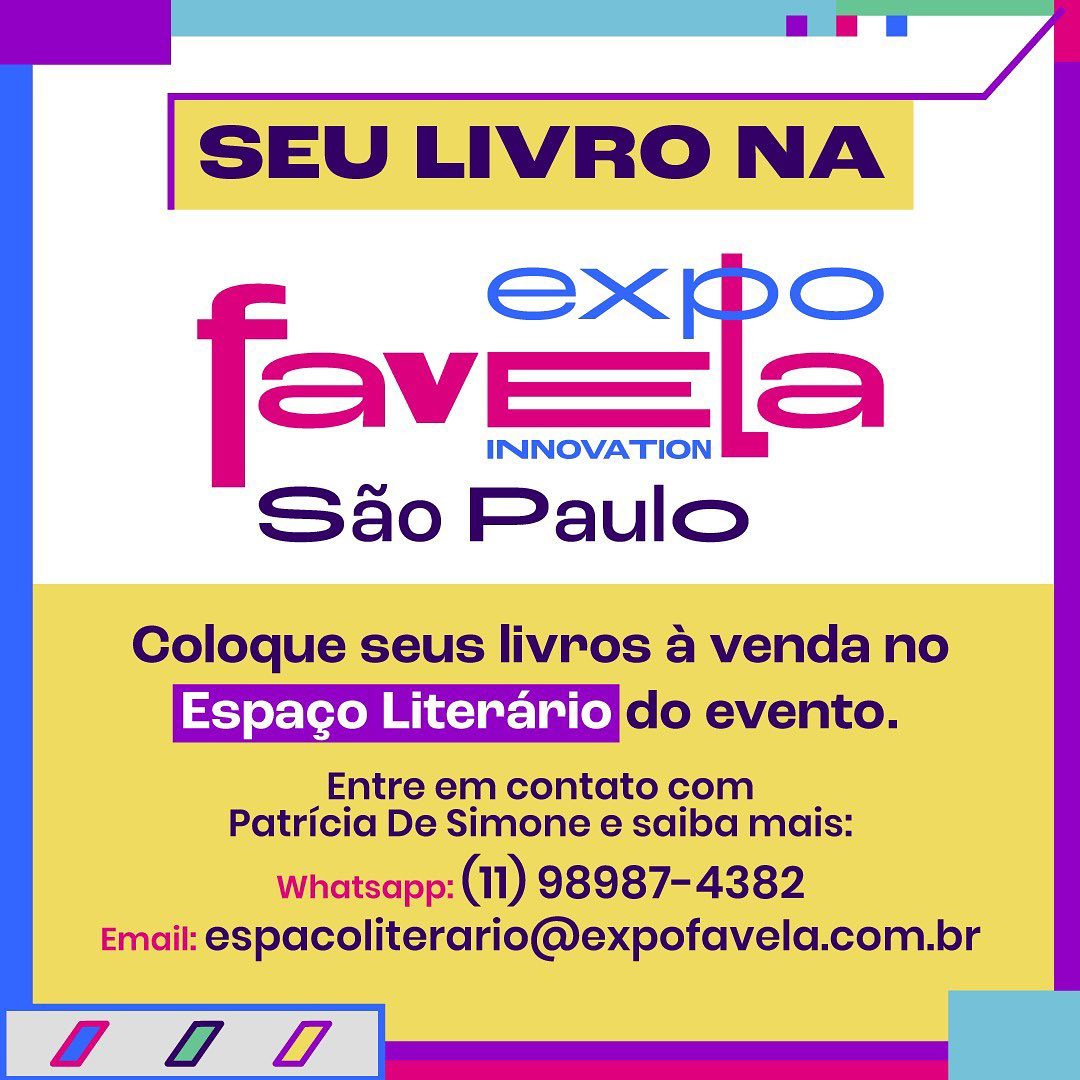 SEU LIVRO NA
expo
favela
INNOVATION
São Paulo
Coloque seus livros à venda no
Espaço Literário do evento.
Entre em contato com
Patrícia De Simone e saiba mais:
Whatsapp: (11) 98987-4382
Email: espacoliterario@expofavela.com.br